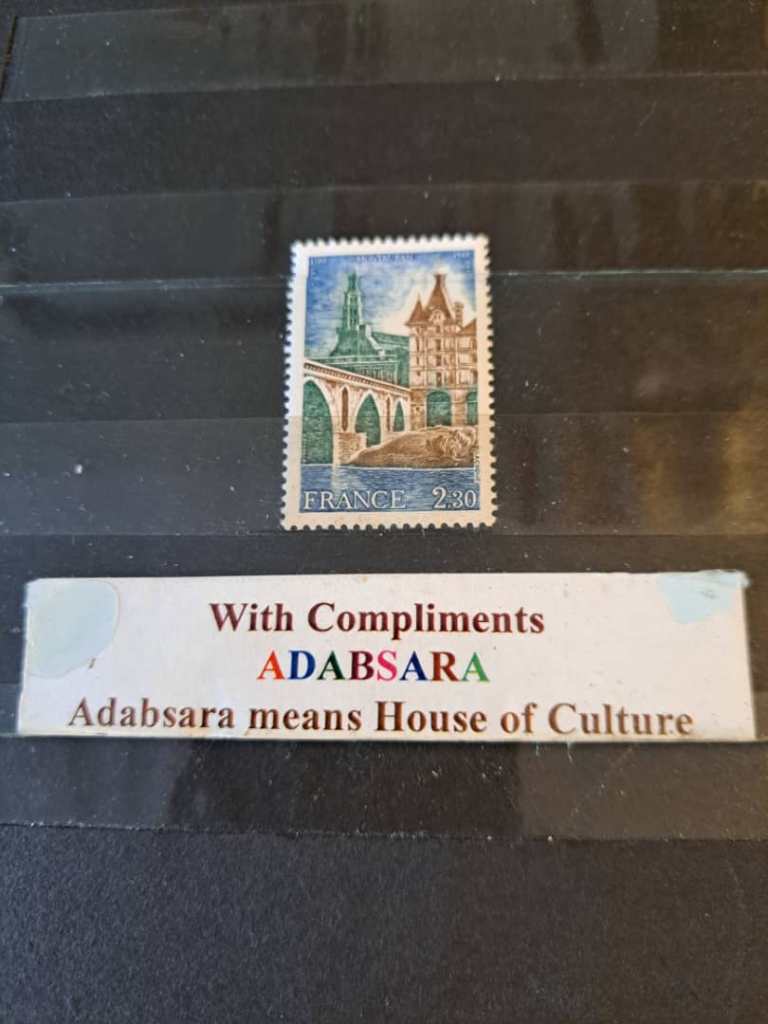 FRANCE 2.30
With Compliments
ADABSARA
Adabsara means House of Culture